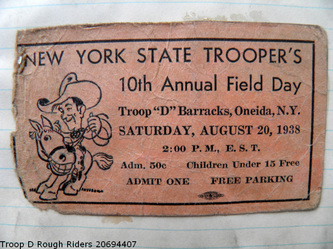 NEW YORK STATE TROOPER'S
10th Annual Field Day
Troop "D" Barracks, Oneida, N.Y.
SATURDAY, AUGUST 20, 1938
2:00 P. M., E. S. T.
Adm. 50c Children Under 15 Free
ADMIT ONE FREE PARKING
Troop D Rough Riders 20694407